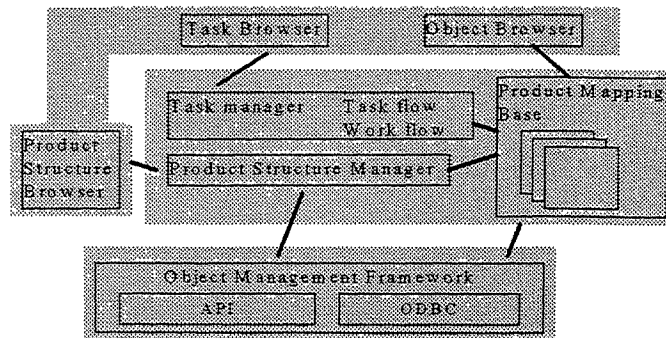 Task Browser
Object Browser
Task manager
Task flow
Work flow
Product Mapping
Base
Product
Structure
Browser
Product Structure Manager
Object Management Framework
API
ODBC